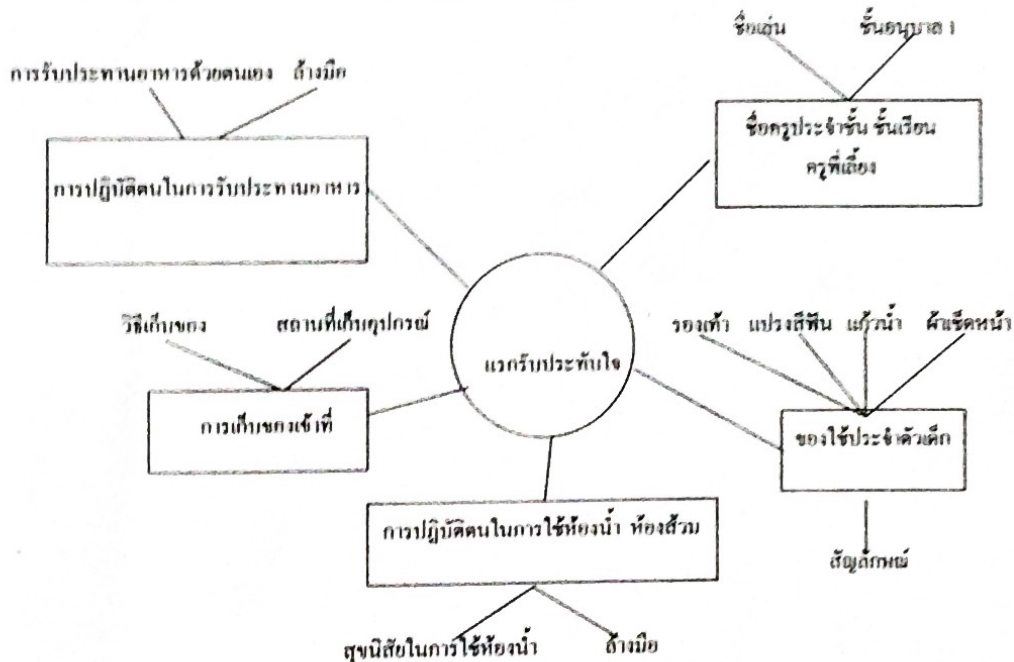 ชื่อเล่น ชั้นอนุบาล 1
การรับประทานอาหารด้วยตนเอง ล้างมือ
ชื่อครูประจำชั้น ชั้นเรียน
ครูพี่เลี้ยง
การปฏิบัติตนในการรับประทานอาหาร
วิธีเก็บของ สถานที่เก็บอุปกรณ์
รองเท้า แปรงสีฟัน แก้วน้ำ ผ้าเช็ดหน้า
แรกรับประทับใจ
การเก็บของเข้าที่
ของใช้ประจำตัวเด็ก
การปฏิบัติตนในการใช้ห้องน้ำ ห้องส้วม
สัญลักษณ์
สุขนิสัยในการใช้ห้องน้ำ ล้างมือ